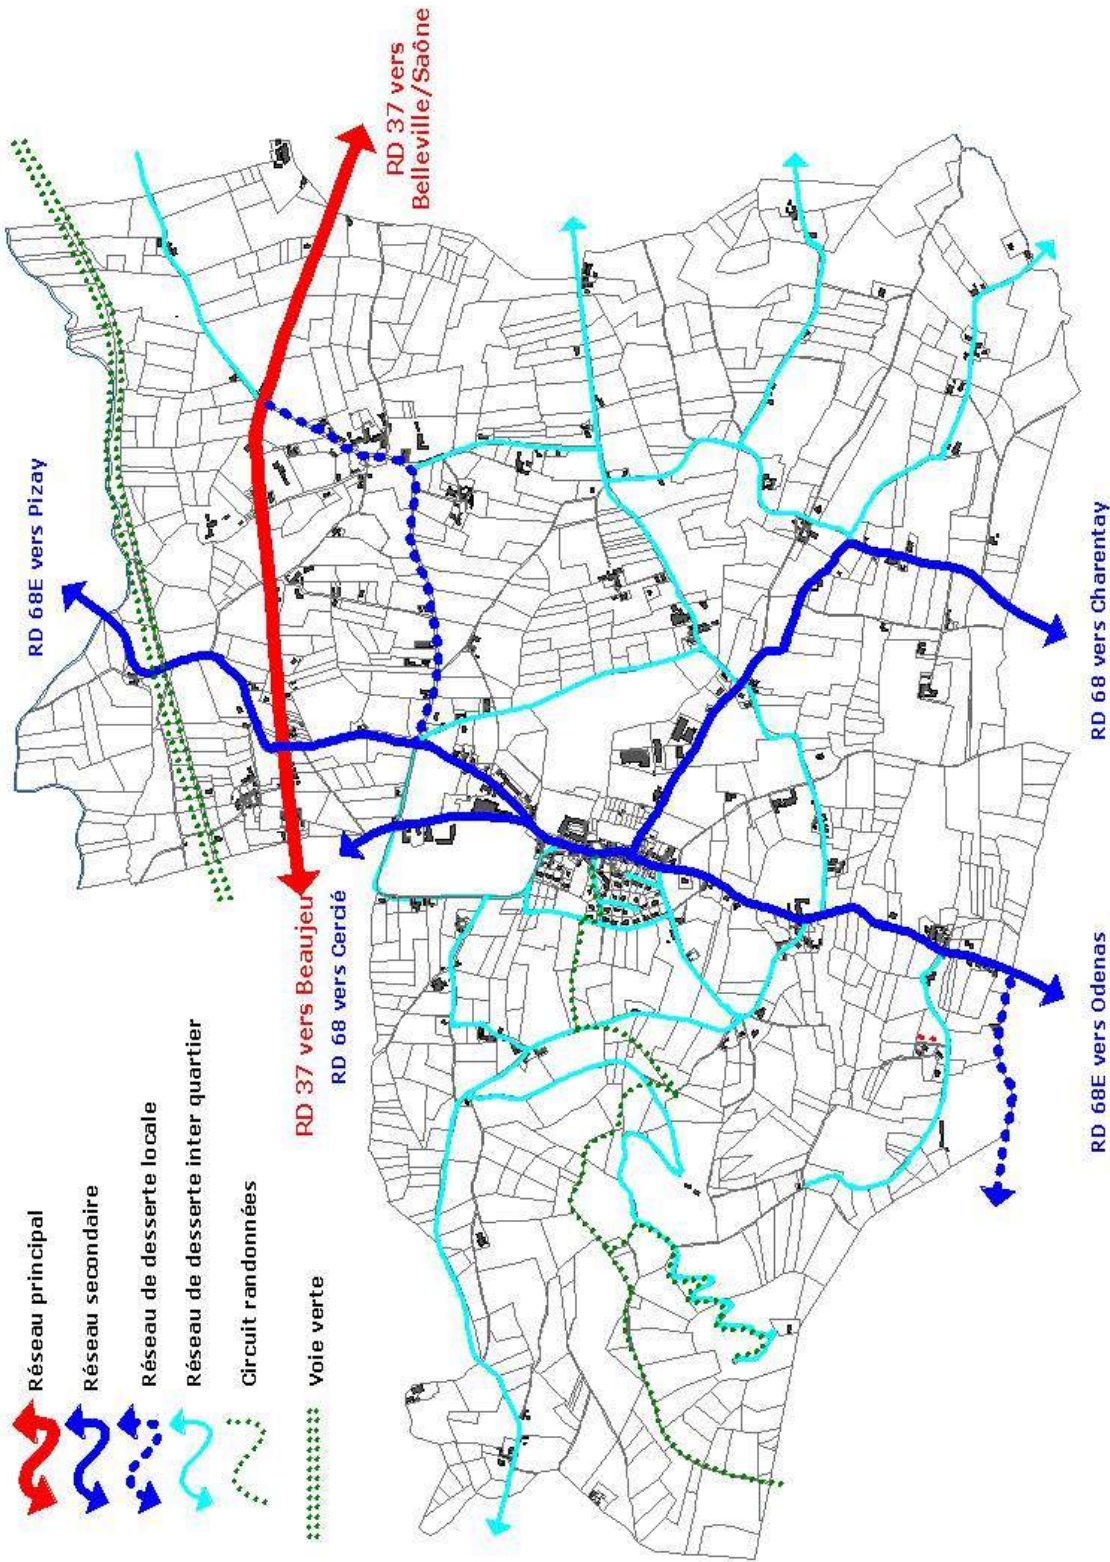 Réseau principal
Réseau secondaire
Réseau de desserte locale
Réseau de desserte inter quartier
Circuit randonnées
Voie verte
RD 68E vers Pizay
RD 37 vers
Belleville/Saône
RD 37 vers Beaujeu
RD 68 vers Cercié
RD 68 vers Charentay
RD 68E vers Odenas